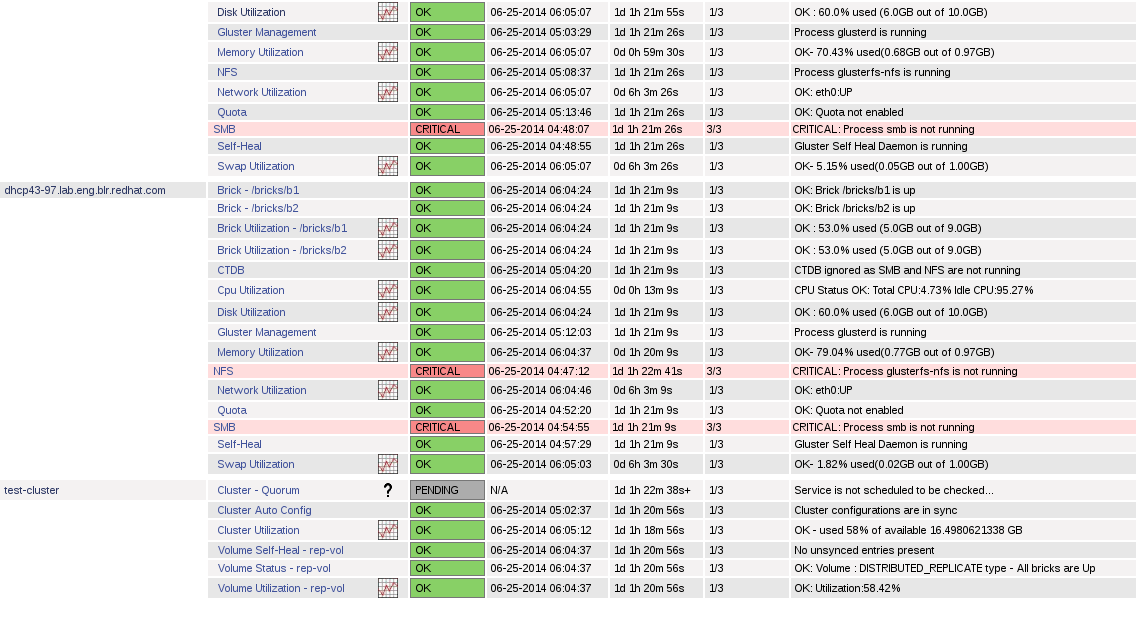 Disk Utilization OK 06-25-2014 06:05:07 1d 1h 21m 55s 1/3 OK : 60.0% used (6.0GB out of 10.0GB)
Gluster Management OK 06-25-2014 05:03:29 1d 1h 21m 26s 1/3 Process glusterd is running
Memory Utilization OK 06-25-2014 06:05:07 0d 0h 59m 30s 1/3 OK- 70.43% used(0.68GB out of 0.97GB)
NFS OK 06-25-2014 05:08:37 1d 1h 21m 26s 1/3 Process glusterfs-nfs is running
Network Utilization OK 06-25-2014 06:05:07 0d 6h 3m 26s 1/3 OK: eth0:UP
Quota OK 06-25-2014 05:13:46 1d 1h 21m 26s 1/3 OK: Quota not enabled
SMB CRITICAL 06-25-2014 04:48:07 1d 1h 21m 26s 3/3 CRITICAL: Process smb is not running
Self-Heal OK 06-25-2014 04:48:55 1d 1h 21m 26s 1/3 Gluster Self Heal Daemon is running
Swap Utilization OK 06-25-2014 06:05:07 0d 6h 3m 26s 1/3 OK- 5.15% used(0.05GB out of 1.00GB)
dhcp43-97.lab.eng.blr.redhat.com Brick - /bricks/b1 OK 06-25-2014 06:04:24 1d 1h 21m 9s 1/3 OK: Brick /bricks/b1 is up
Brick - /bricks/b2 OK 06-25-2014 06:04:24 1d 1h 21m 9s 1/3 OK: Brick /bricks/b2 is up
Brick Utilization - /bricks/b1 OK 06-25-2014 06:04:24 1d 1h 21m 9s 1/3 OK : 53.0% used (5.0GB out of 9.0GB)
Brick Utilization - /bricks/b2 OK 06-25-2014 06:04:24 1d 1h 21m 9s 1/3 OK : 53.0% used (5.0GB out of 9.0GB)
CTDB OK 06-25-2014 05:04:20 1d 1h 21m 9s 1/3 CTDB ignored as SMB and NFS are not running
Cpu Utilization OK 06-25-2014 06:04:55 0d 0h 13m 9s 1/3 CPU Status OK: Total CPU:4.73% Idle CPU:95.27%
Disk Utilization OK 06-25-2014 06:04:24 1d 1h 21m 9s 1/3 OK : 60.0% used (6.0GB out of 10.0GB)
Gluster Management OK 06-25-2014 05:12:03 1d 1h 21m 9s 1/3 Process glusterd is running
Memory Utilization OK 06-25-2014 06:04:37 0d 1h 20m 9s 1/3 OK- 79.04% used(0.77GB out of 0.97GB)
NFS CRITICAL 06-25-2014 04:47:12 1d 1h 22m 41s 3/3 CRITICAL: Process glusterfs-nfs is not running
Network Utilization OK 06-25-2014 06:04:46 0d 6h 3m 9s 1/3 OK: eth0:UP
Quota OK 06-25-2014 04:52:20 1d 1h 21m 9s 1/3 OK: Quota not enabled
SMB CRITICAL 06-25-2014 04:54:55 1d 1h 21m 9s 3/3 CRITICAL: Process smb is not running
Self-Heal OK 06-25-2014 04:57:29 1d 1h 21m 9s 1/3 Gluster Self Heal Daemon is running
Swap Utilization OK 06-25-2014 06:05:03 0d 6h 3m 30s 1/3 OK- 1.82% used(0.02GB out of 1.00GB)
test-cluster Cluster - Quorum ? PENDING N/A 1d 1h 22m 38s+ 1/3 Service is not scheduled to be checked...
Cluster Auto Config OK 06-25-2014 05:02:37 1d 1h 20m 56s 1/3 Cluster configurations are in sync
Cluster Utilization OK 06-25-2014 06:05:12 1d 1h 18m 56s 1/3 OK - used 58% of available 16.4980621338 GB
Volume Self-Heal - rep-vol OK 06-25-2014 06:04:37 1d 1h 20m 56s 1/3 No unsynced entries present
Volume Status - rep-vol OK 06-25-2014 06:04:37 1d 1h 20m 56s 1/3 OK: Volume : DISTRIBUTED_REPLICATE type - All bricks are Up
Volume Utilization - rep-vol OK 06-25-2014 06:04:37 1d 1h 20m 56s 1/3 OK: Utilization:58.42%